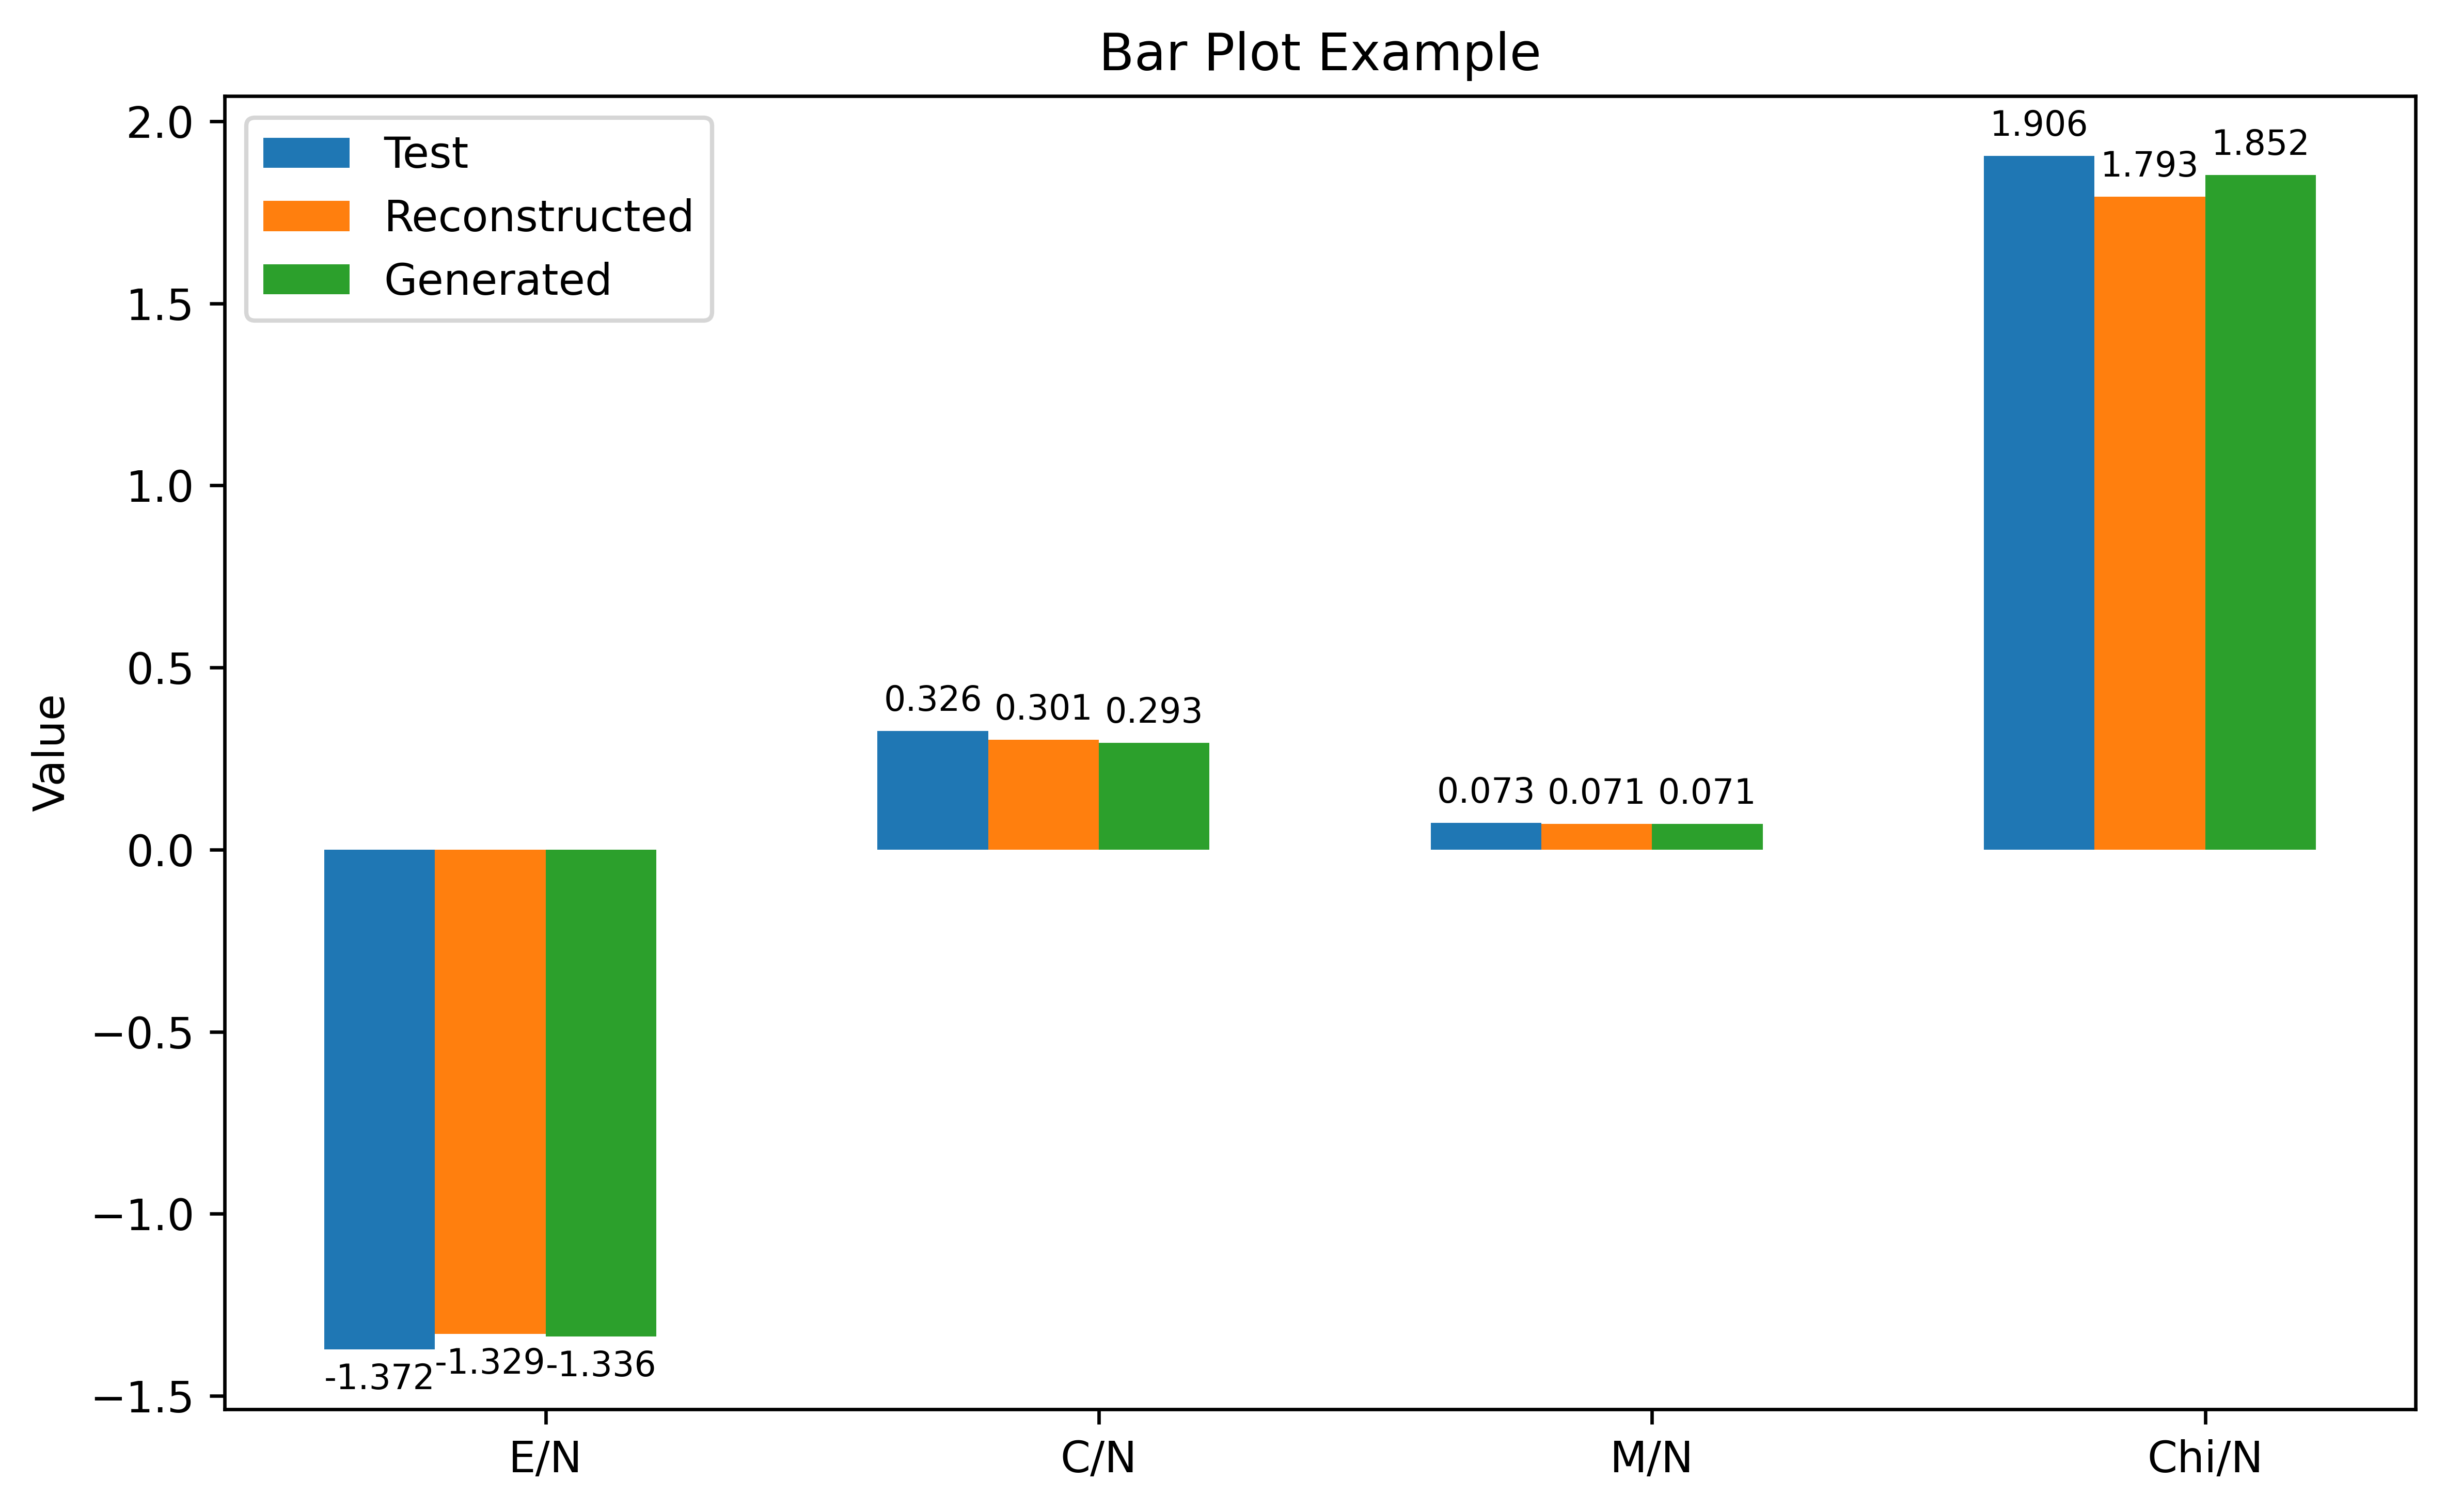 Bar Plot Example
Test
Reconstructed
Generated
Value
2.0
1.5
1.0
0.5
0.0
−0.5
−1.0
−1.5
-1.372
-1.329
-1.336
0.326
0.301
0.293
0.073
0.071
0.071
1.906
1.793
1.852
E/N
C/N
M/N
Chi/N